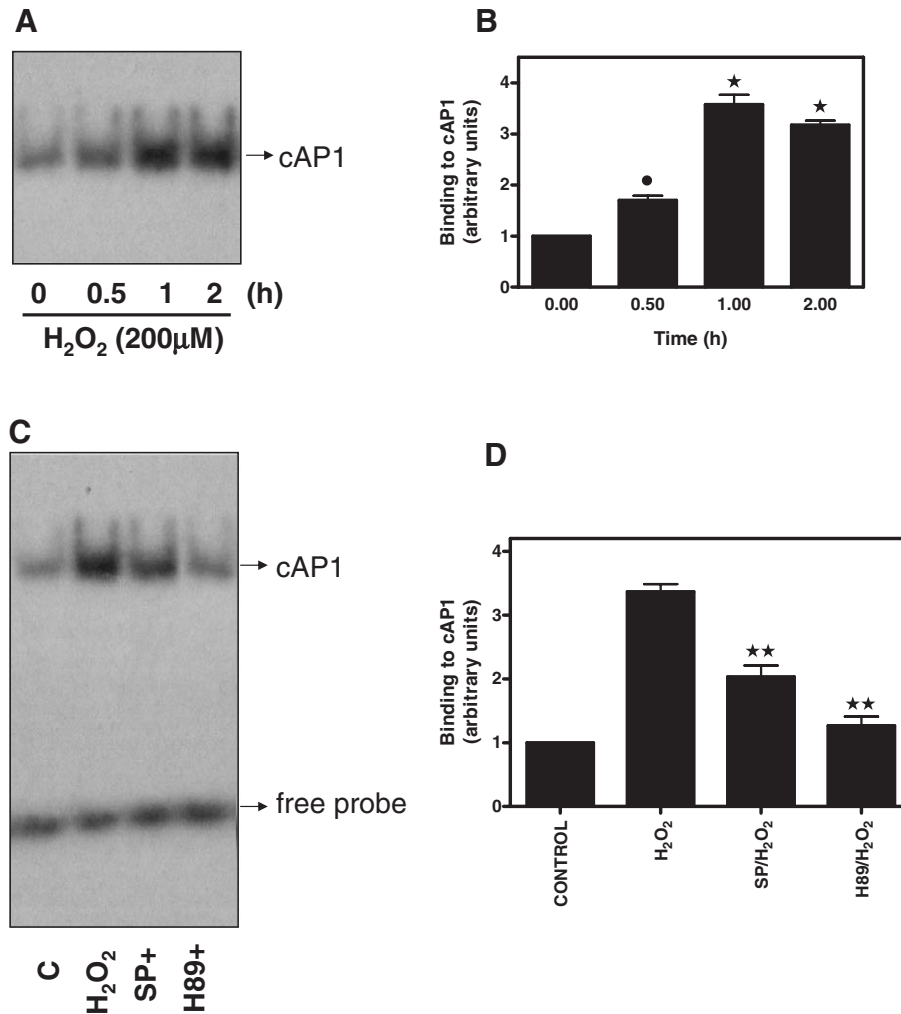 A
cAP1
0 0.5 1 2 (h)
H₂O₂ (200μM)
B
Binding to cAP1
(arbitrary units)
4
3
2
1
0
0.00 0.50 1.00 2.00
Time (h)
C
cAP1
free probe
C H₂O₂ SP+ H89+
D
Binding to cAP1
(arbitrary units)
4
3
2
1
0
CONTROL H₂O₂ SP/H₂O₂ H89/H₂O₂